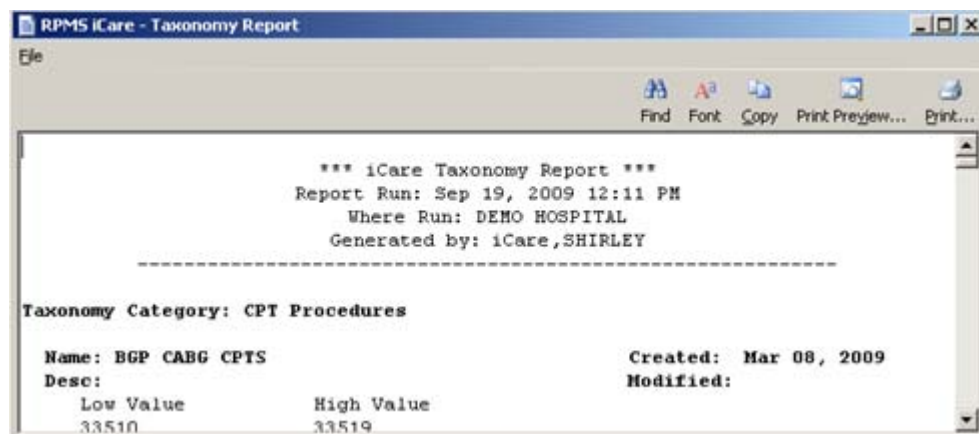 RPMS iCare - Taxonomy Report
File
Find Font Copy Print Preview... Print...
*** iCare Taxonomy Report ***
Report Run: Sep 19, 2009 12:11 PM
Where Run: DEMO HOSPITAL
Generated by: iCare,SHIRLEY
------------------------------------------------------------
Taxonomy Category: CPT Procedures
Name: BGP CABG CPTS Created: Mar 08, 2009
Desc: Modified:
Low Value High Value
33510 33519